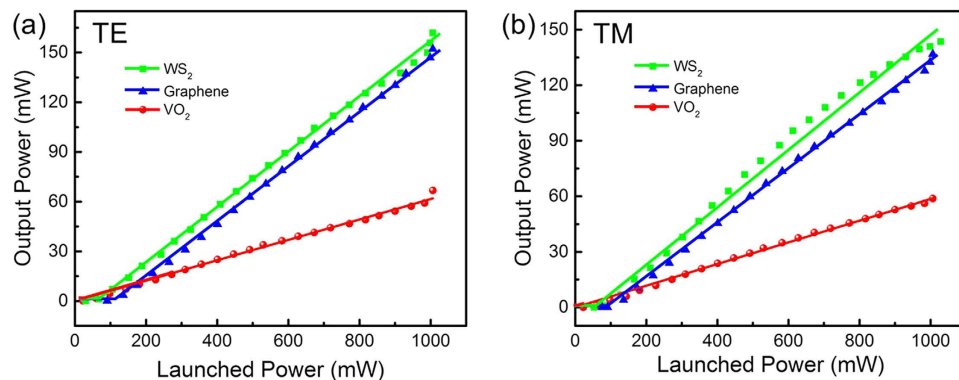 (a) TE
WS₂
Graphene
VO₂
Output Power (mW)
150
120
90
60
30
0
0 200 400 600 800 1000
Launched Power (mW)
(b) TM
WS₂
Graphene
VO₂
Output Power (mW)
150
120
90
60
30
0
0 200 400 600 800 1000
Launched Power (mW)